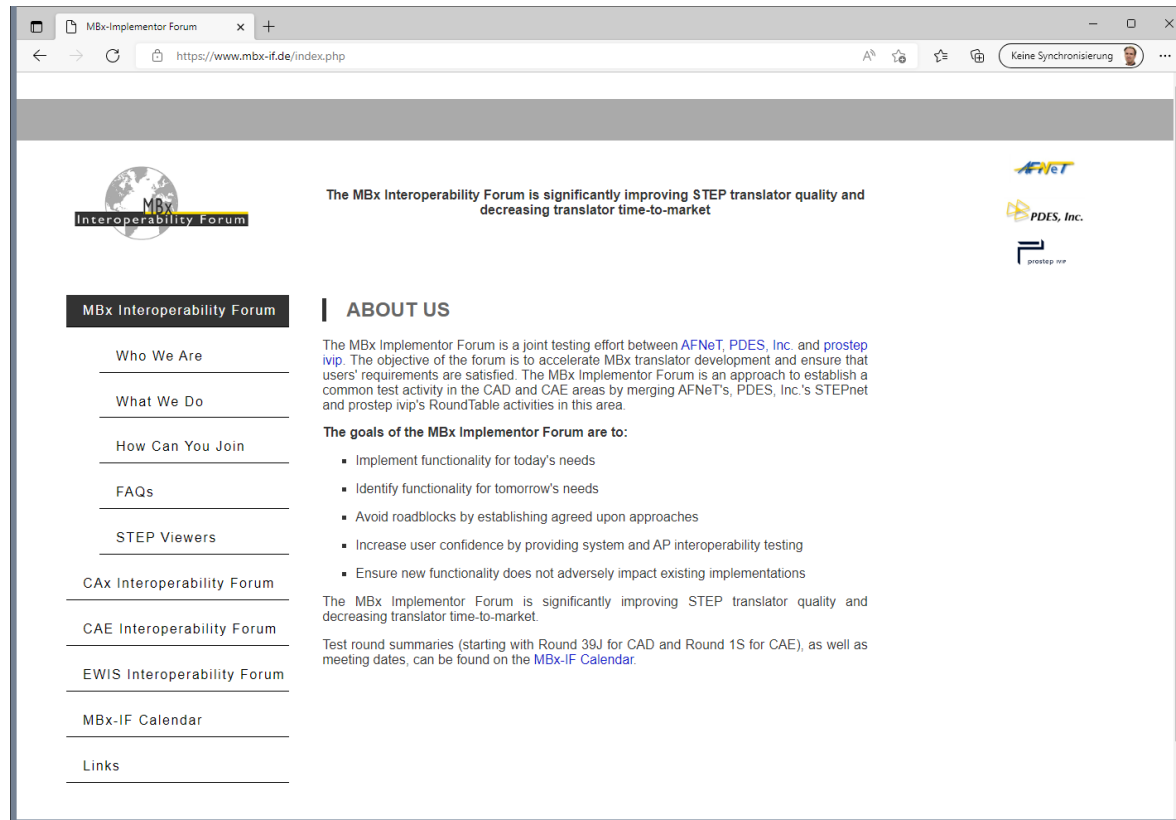 MBx-Implementor Forum
https://www.mbx-if.de/index.php
Keine Synchronisierung
MBx
Interoperability Forum
The MBx Interoperability Forum is significantly improving STEP translator quality and
decreasing translator time-to-market
AFNeT
PDES, Inc.
prostep ivip
MBx Interoperability Forum
Who We Are
What We Do
How Can You Join
FAQs
STEP Viewers
CAx Interoperability Forum
CAE Interoperability Forum
EWIS Interoperability Forum
MBx-IF Calendar
Links
ABOUT US
The MBx Implementor Forum is a joint testing effort between AFNeT, PDES, Inc. and prostep
ivip. The objective of the forum is to accelerate MBx translator development and ensure that
users' requirements are satisfied. The MBx Implementor Forum is an approach to establish a
common test activity in the CAD and CAE areas by merging AFNeT's, PDES, Inc.'s STEPnet
and prostep ivip's RoundTable activities in this area.
The goals of the MBx Implementor Forum are to:
▪ Implement functionality for today's needs
▪ Identify functionality for tomorrow's needs
▪ Avoid roadblocks by establishing agreed upon approaches
▪ Increase user confidence by providing system and AP interoperability testing
▪ Ensure new functionality does not adversely impact existing implementations
The MBx Implementor Forum is significantly improving STEP translator quality and
decreasing translator time-to-market.
Test round summaries (starting with Round 39J for CAD and Round 1S for CAE), as well as
meeting dates, can be found on the MBx-IF Calendar.